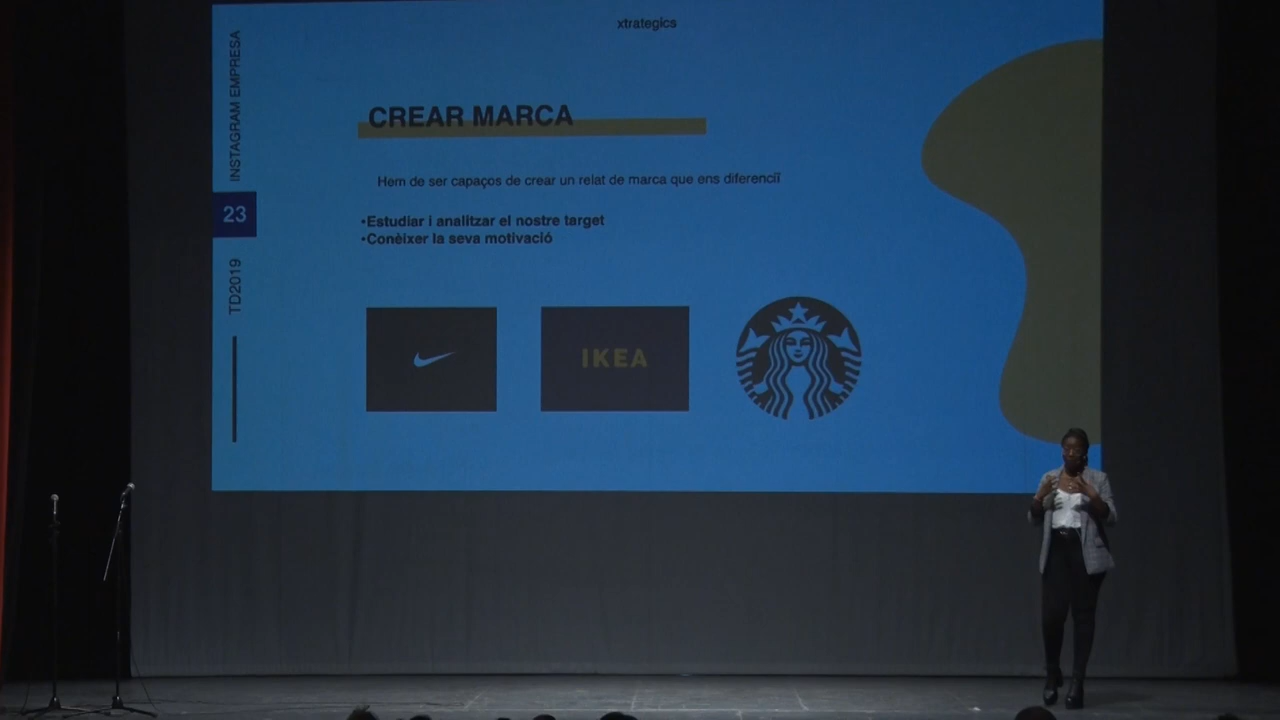 xtrategics
INSTAGRAM EMPRESA
23
TD2019
CREAR MARCA
Hem de ser capaços de crear un relat de marca que ens diferenciï
•Estudiar i analitzar el nostre target
•Conèixer la seva motivació
IKEA